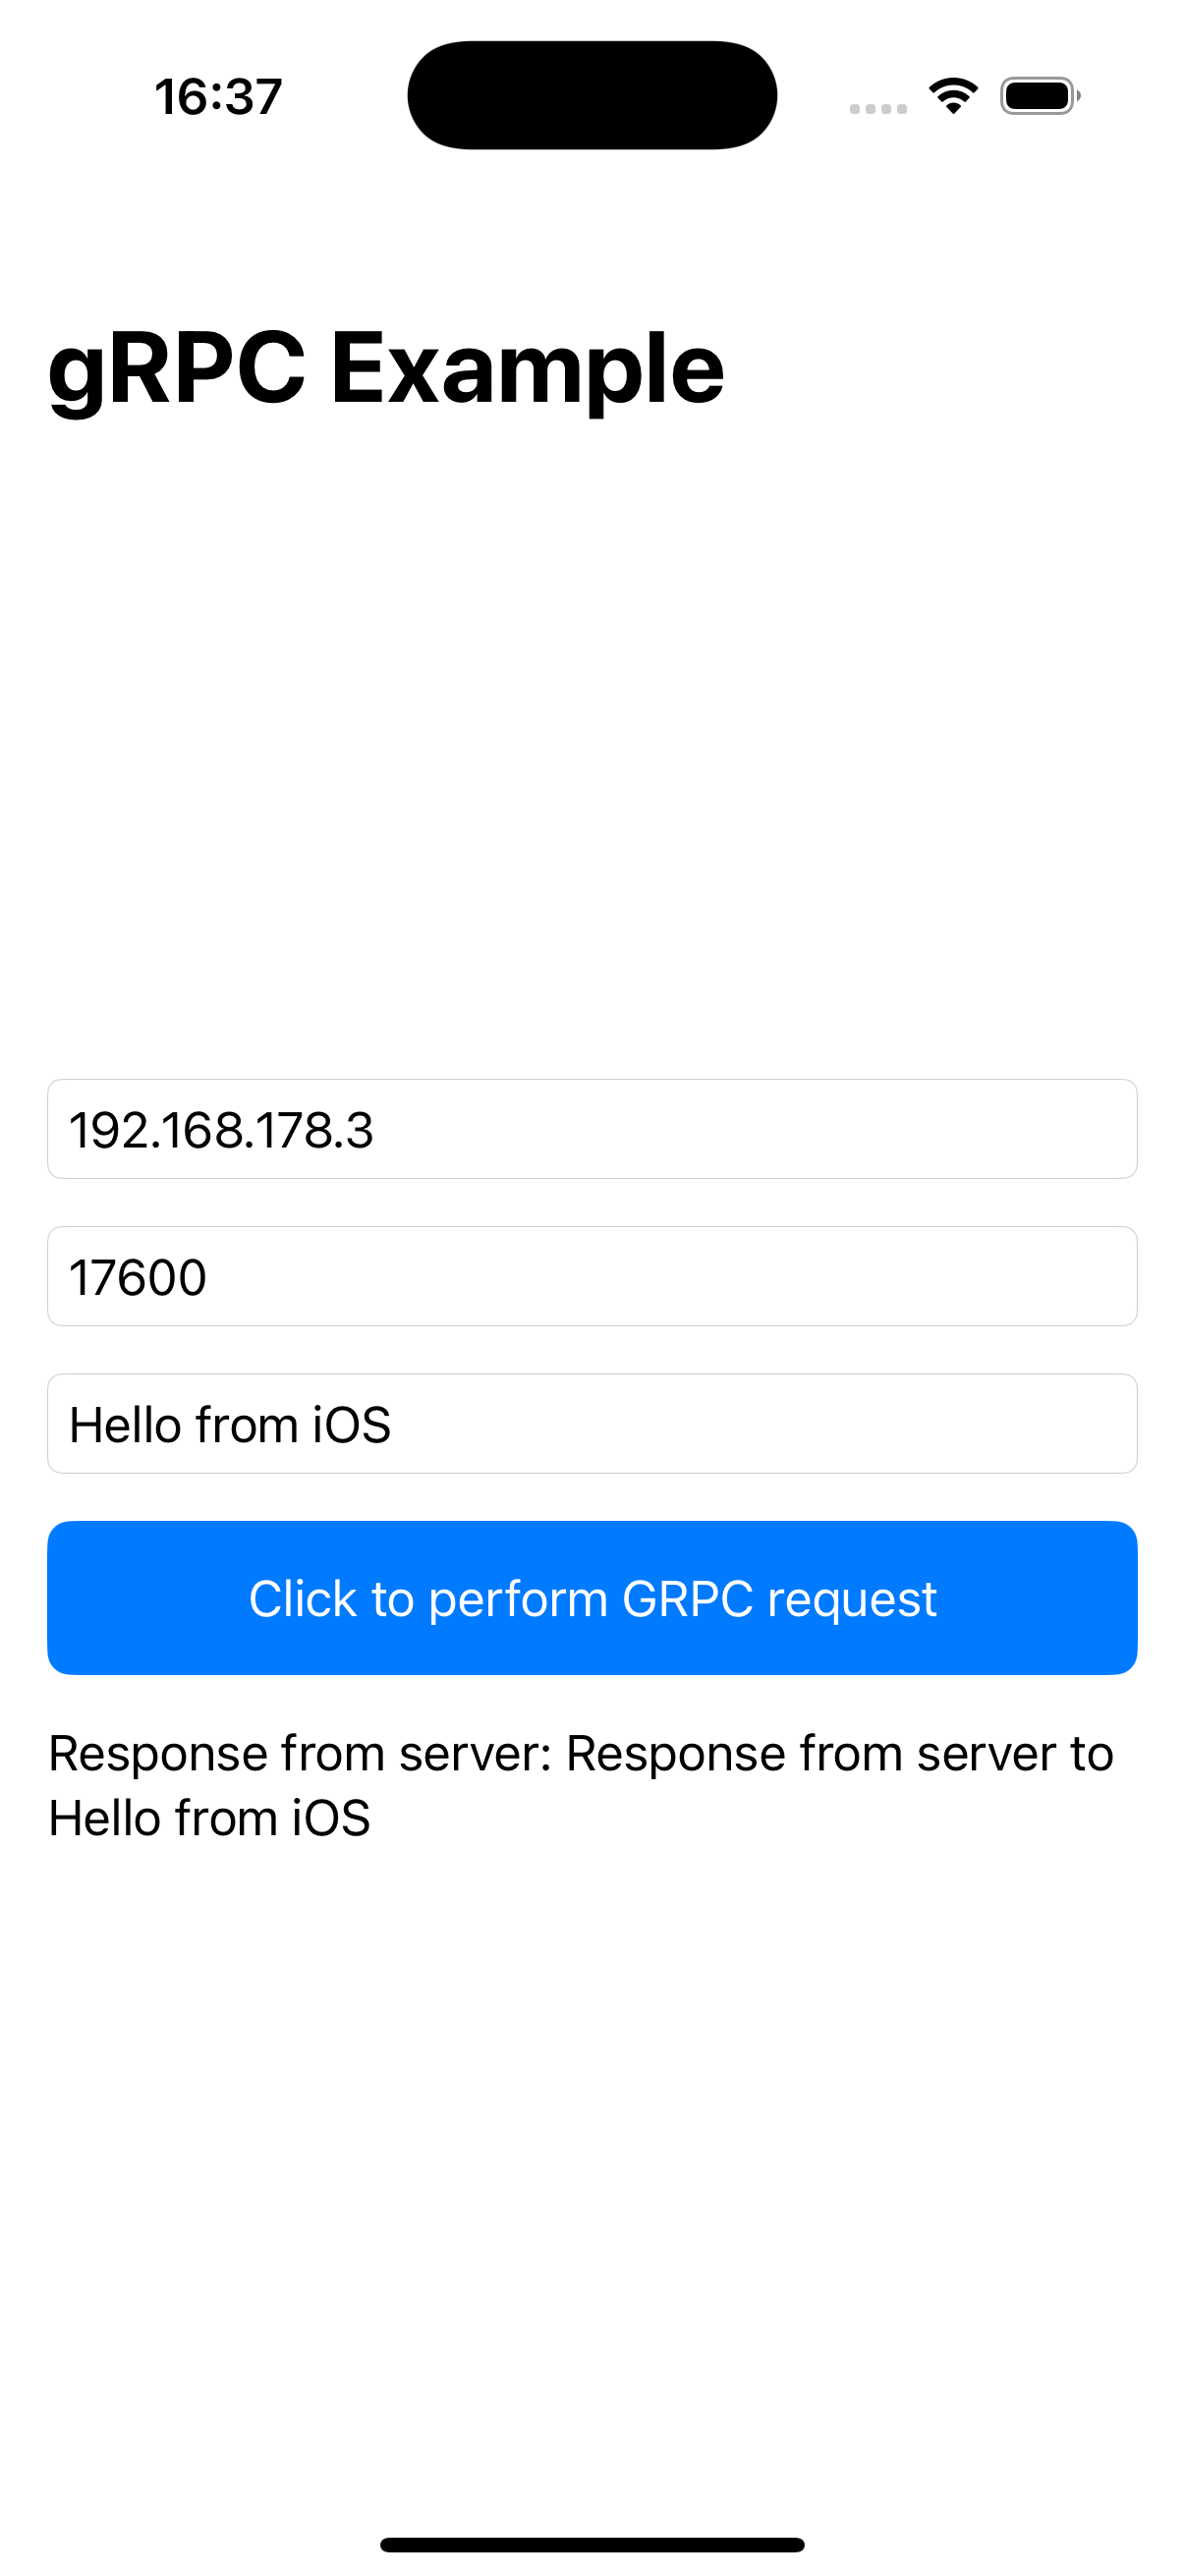 16:37
gRPC Example
192.168.178.3
17600
Hello from iOS
Click to perform GRPC request
Response from server: Response from server to
Hello from iOS